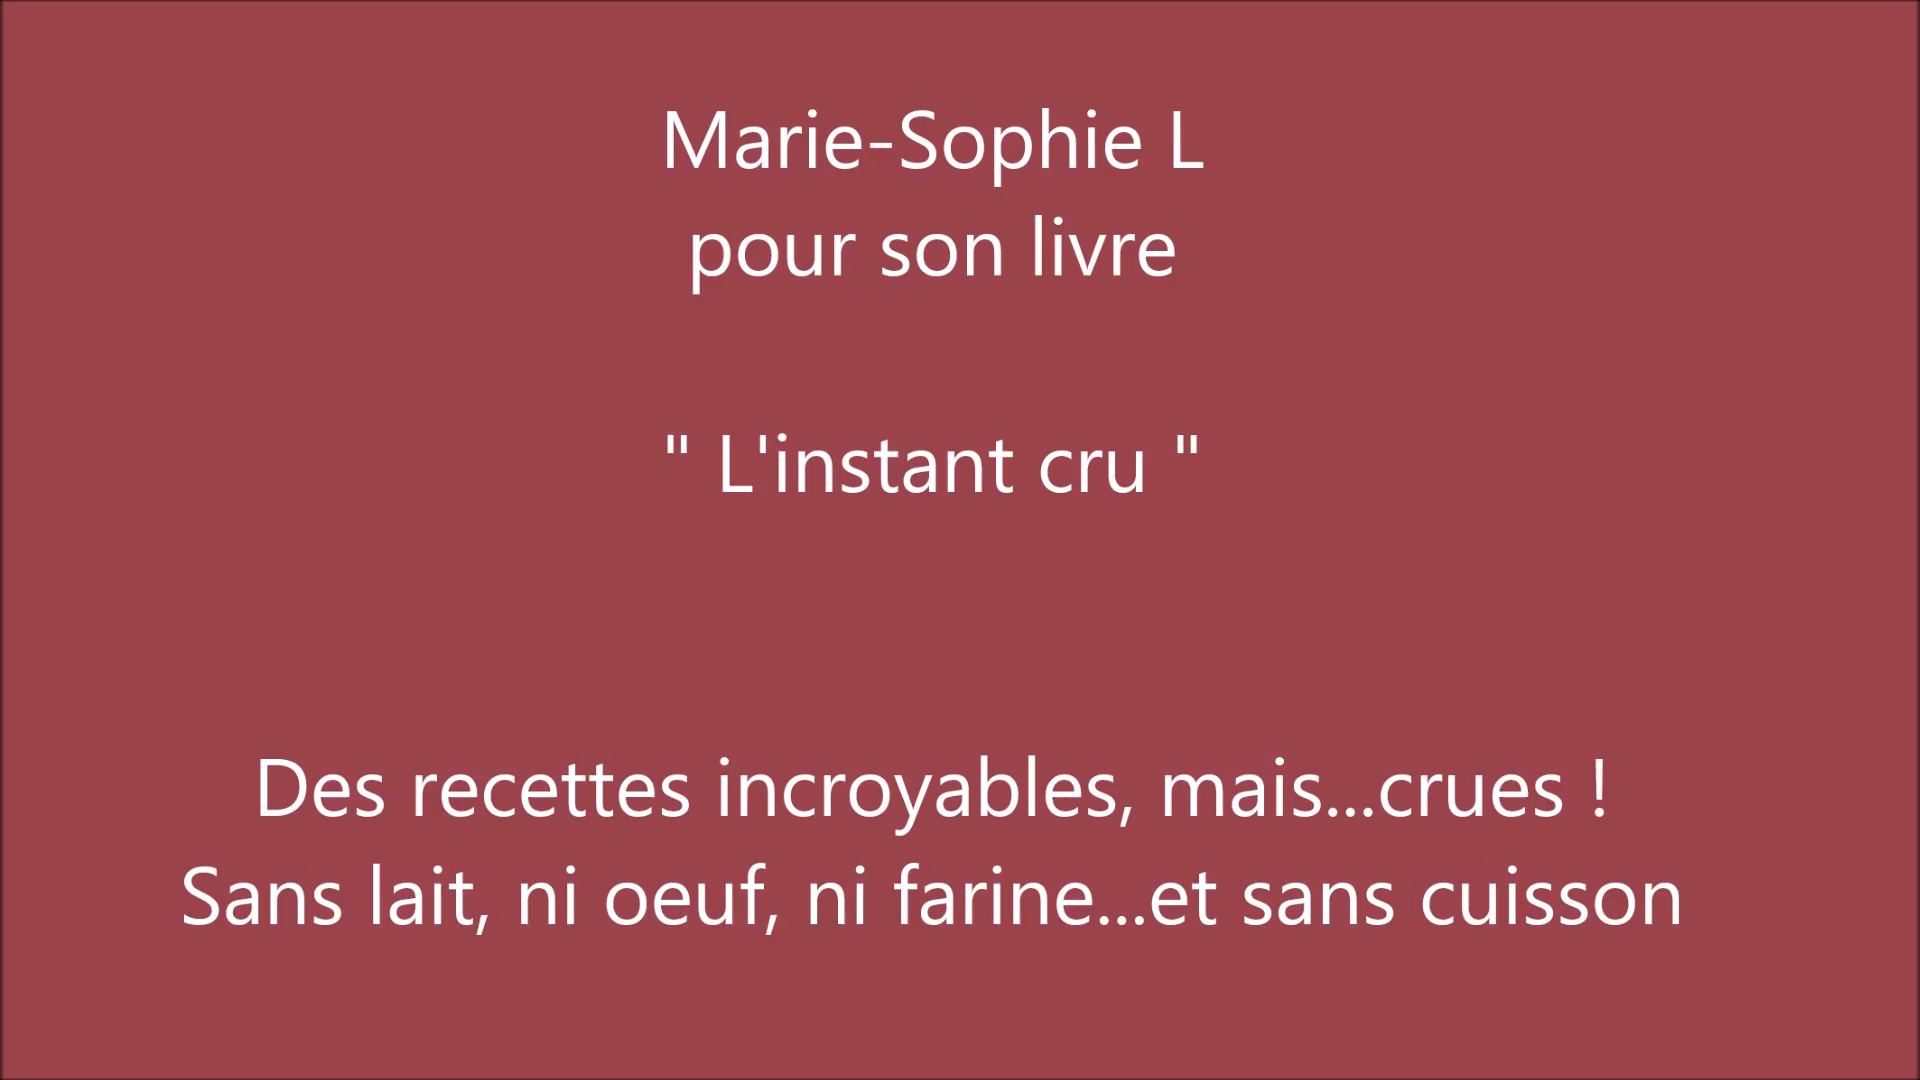 Marie-Sophie L
pour son livre
" L'instant cru "
Des recettes incroyables, mais...crues !
Sans lait, ni oeuf, ni farine...et sans cuisson